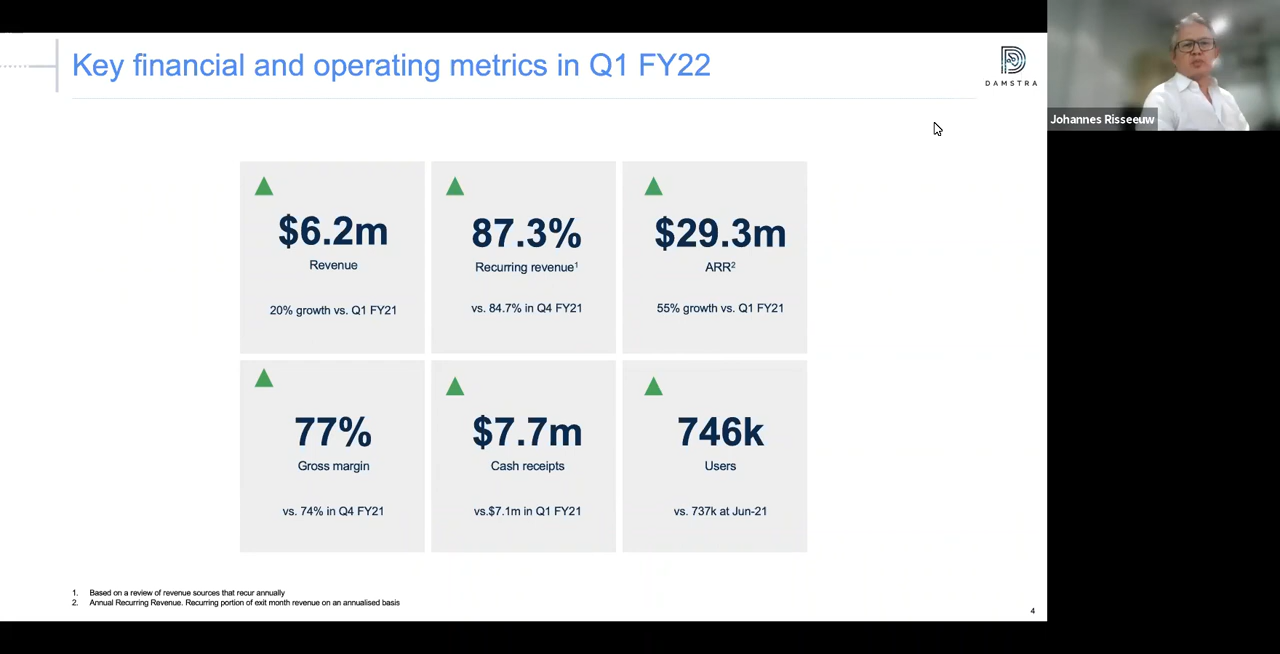 Key financial and operating metrics in Q1 FY22
DAMSTRA
Johannes Risseeuw
$6.2m
Revenue
20% growth vs. Q1 FY21
87.3%
Recurring revenue¹
vs. 84.7% in Q4 FY21
$29.3m
ARR²
55% growth vs. Q1 FY21
77%
Gross margin
vs. 74% in Q4 FY21
$7.7m
Cash receipts
vs.$7.1m in Q1 FY21
746k
Users
vs. 737k at Jun-21
1. Based on a review of revenue sources that recur annually
2. Annual Recurring Revenue. Recurring portion of exit month revenue on an annualised basis
4